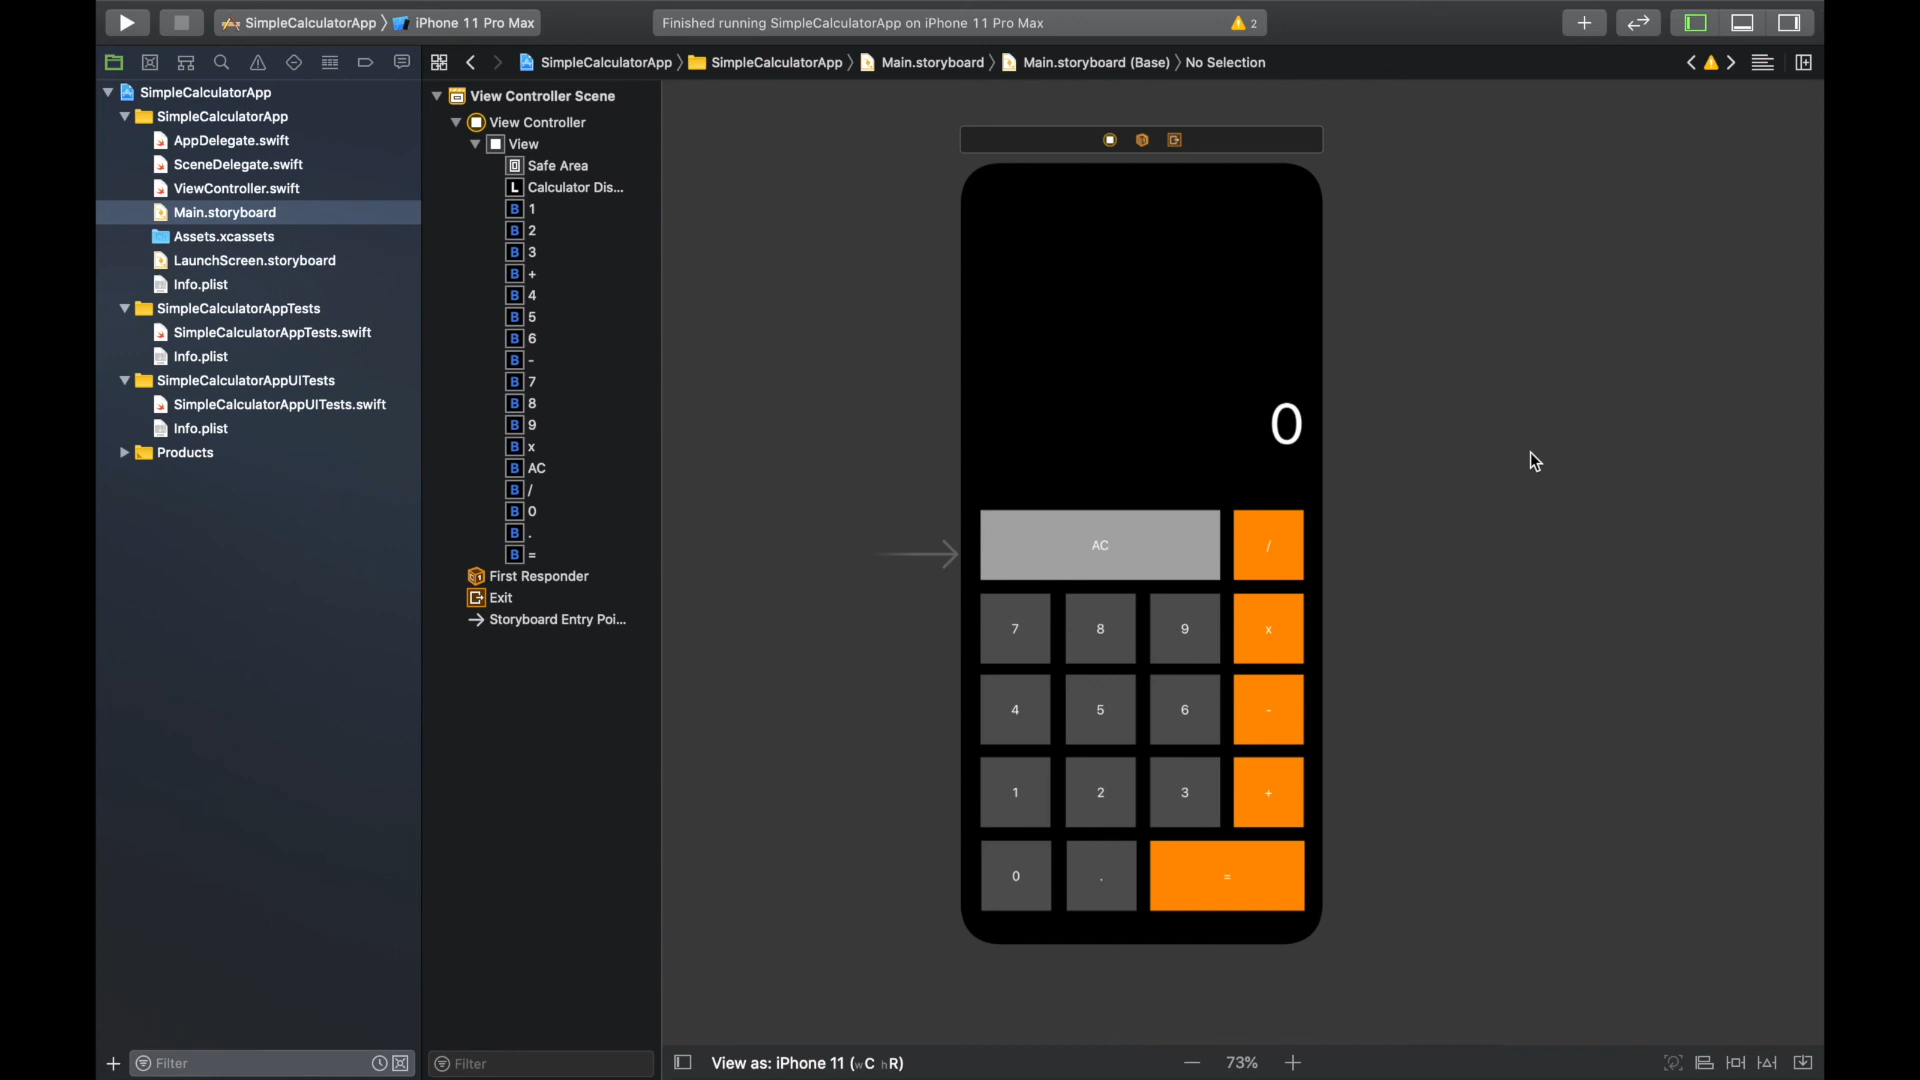 SimpleCalculatorApp 〉 iPhone 11 Pro Max
Finished running SimpleCalculatorApp on iPhone 11 Pro Max
2
SimpleCalculatorApp 〉 SimpleCalculatorApp 〉 Main.storyboard 〉 Main.storyboard (Base) 〉 No Selection
SimpleCalculatorApp
SimpleCalculatorApp
AppDelegate.swift
SceneDelegate.swift
ViewController.swift
Main.storyboard
Assets.xcassets
LaunchScreen.storyboard
Info.plist
SimpleCalculatorAppTests
SimpleCalculatorAppTests.swift
Info.plist
SimpleCalculatorAppUITests
SimpleCalculatorAppUITests.swift
Info.plist
Products
Filter
View Controller Scene
View Controller
View
Safe Area
L Calculator Dis...
B 1
B 2
B 3
B +
B 4
B 5
B 6
B -
B 7
B 8
B 9
B x
B AC
B /
B 0
B .
B =
First Responder
Exit
Storyboard Entry Poi...
Filter
0
AC /
7 8 9 x
4 5 6 -
1 2 3 +
0 . =
View as: iPhone 11 (wC hR)
73%